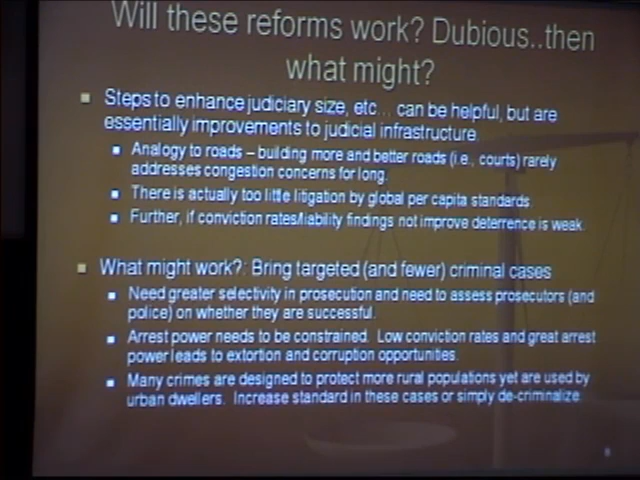 Will these reforms work? Dubious..then
what might?
Steps to enhance judiciary size, etc... can be helpful, but are
essentially improvements to judicial infrastructure.
Analogy to roads – building more and better roads (i.e., courts) rarely
addresses congestion concerns for long.
There is actually too little litigation by global per capita standards
Further, if conviction rates/liability findings not improve deterrence is weak.
What might work?: Bring targeted (and fewer) criminal cases
Need greater selectivity in prosecution and need to assess prosecutors (and
police) on whether they are successful.
Arrest power needs to be constrained. Low conviction rates and great arrest
power leads to extortion and corruption opportunities.
Many crimes are designed to protect more rural populations yet are used by
urban dwellers. Increase standard in these cases or simply de-criminalize.